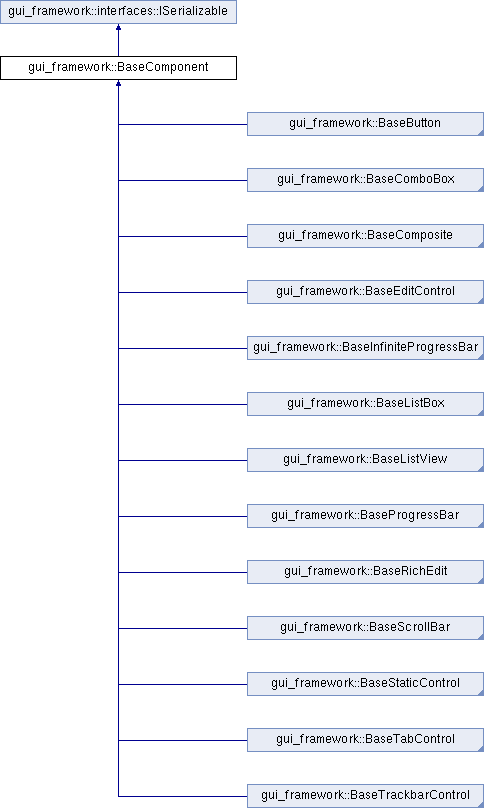 gui_framework::interfaces::ISerializable
gui_framework::BaseComponent
gui_framework::BaseButton
gui_framework::BaseComboBox
gui_framework::BaseComposite
gui_framework::BaseEditControl
gui_framework::BaseInfiniteProgressBar
gui_framework::BaseListBox
gui_framework::BaseListView
gui_framework::BaseProgressBar
gui_framework::BaseRichEdit
gui_framework::BaseScrollBar
gui_framework::BaseStaticControl
gui_framework::BaseTabControl
gui_framework::BaseTrackbarControl